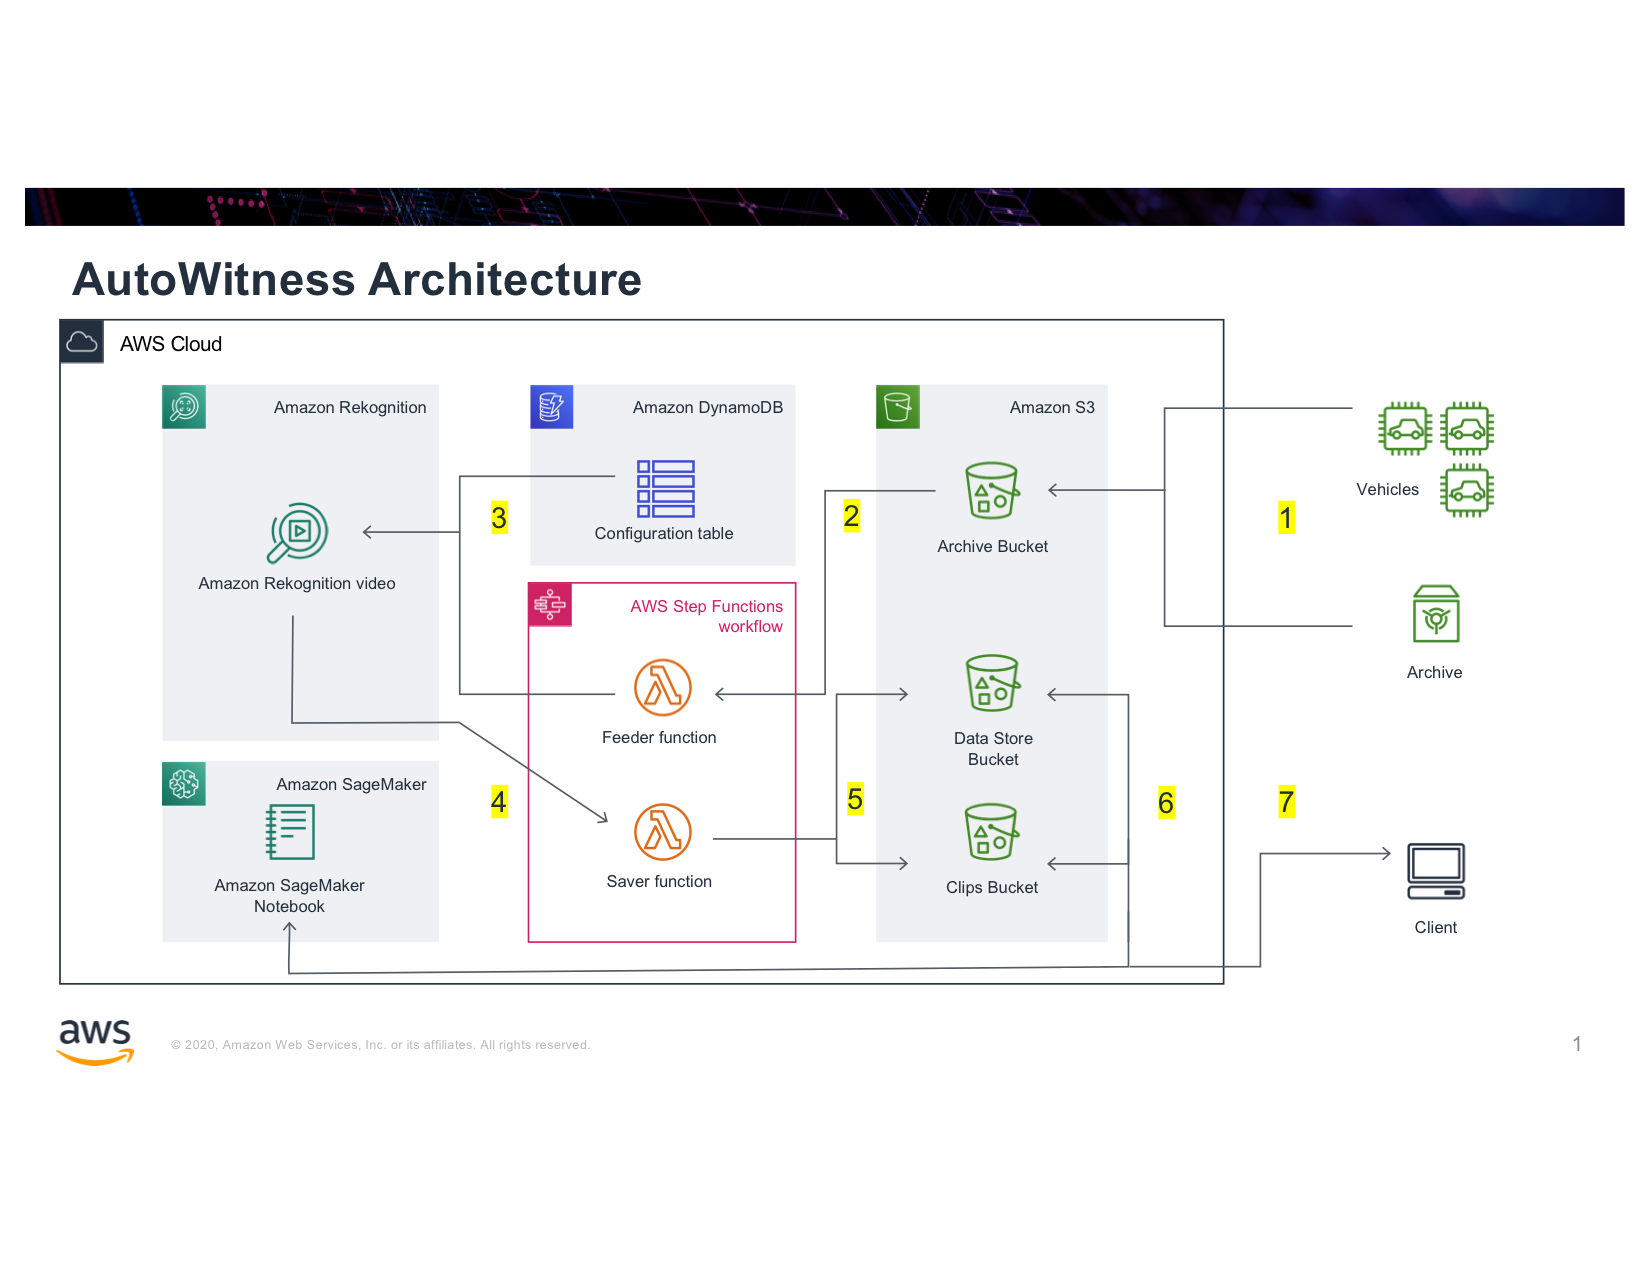 AutoWitness Architecture
AWS Cloud
Amazon Rekognition
Amazon DynamoDB
Amazon S3
Vehicles
1
2
3
Configuration table
Archive Bucket
Amazon Rekognition video
AWS Step Functions
workflow
Archive
Feeder function
Data Store
Bucket
Amazon SageMaker
4
5
6
7
Amazon SageMaker
Notebook
Saver function
Clips Bucket
Client
aws
© 2020, Amazon Web Services, Inc. or its affiliates. All rights reserved.
1